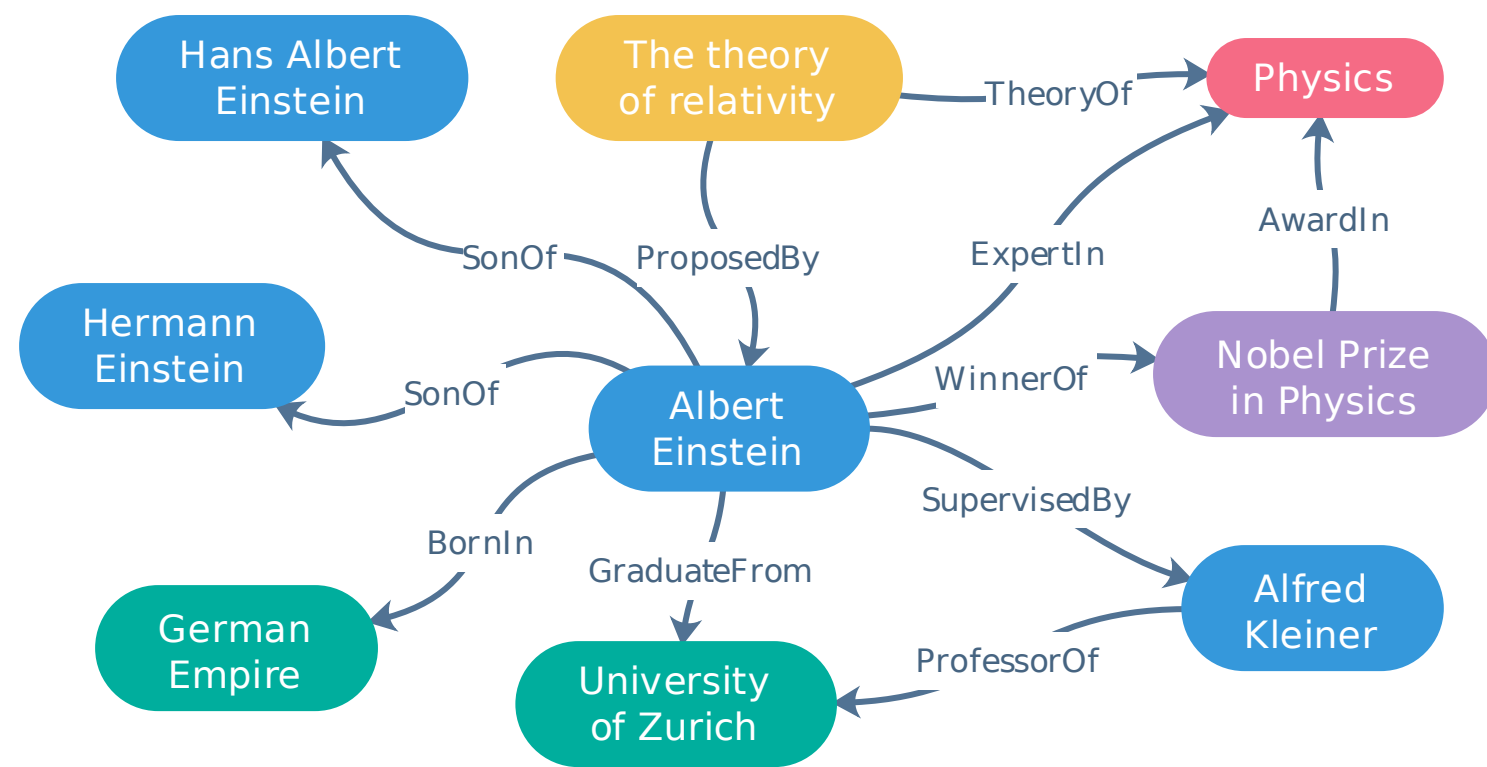 Hans Albert
Einstein
The theory
of relativity
Physics
TheoryOf
AwardIn
SonOf
ProposedBy
ExpertIn
Hermann
Einstein
Nobel Prize
in Physics
WinnerOf
SonOf
Albert
Einstein
SupervisedBy
BornIn
GraduateFrom
Alfred
Kleiner
German
Empire
ProfessorOf
University
of Zurich